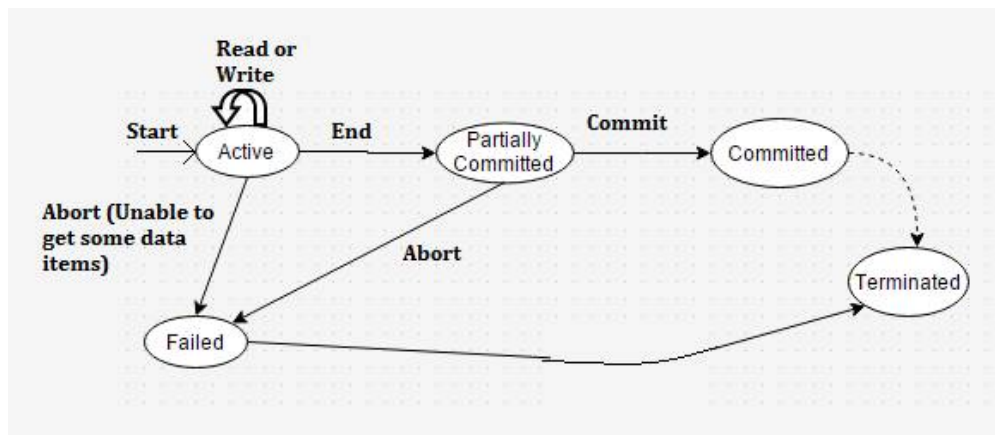 Read or
Write
Start
Active
End
Partially
Committed
Commit
Committed
Abort (Unable to
get some data
items)
Abort
Terminated
Failed